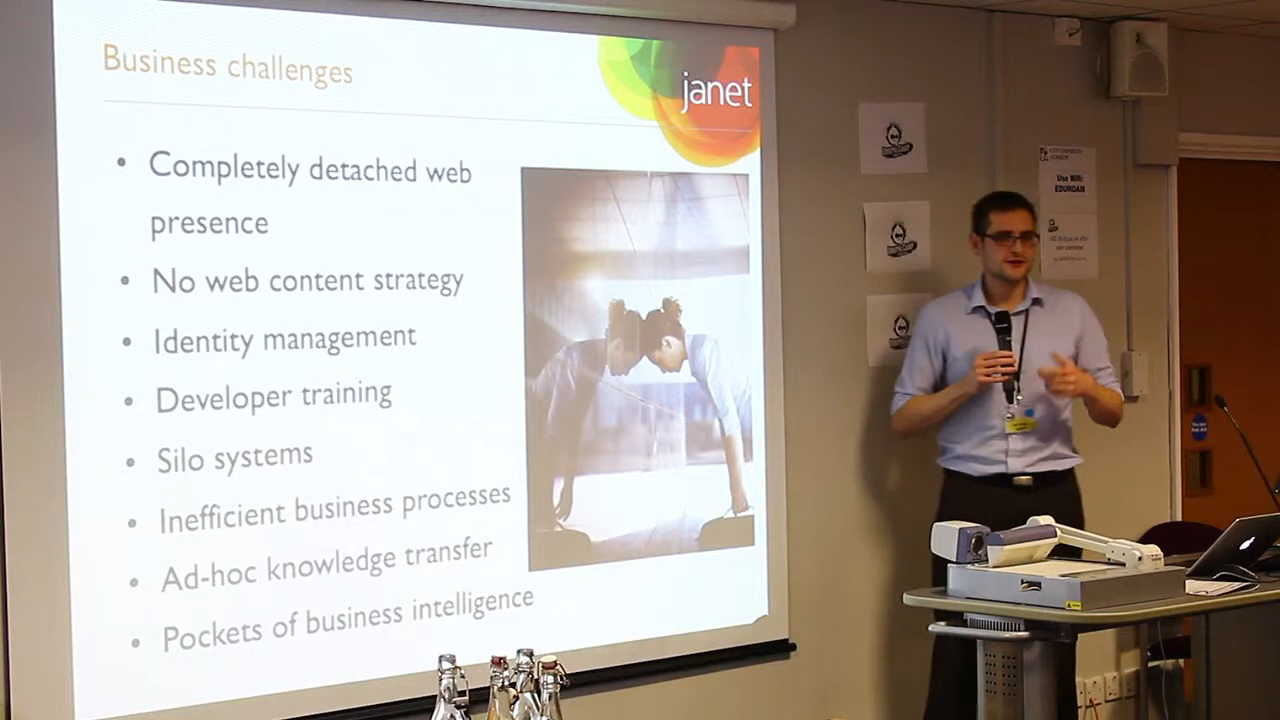 Business challenges
janet
• Completely detached web
presence
• No web content strategy
• Identity management
• Developer training
• Silo systems
• Inefficient business processes
• Ad-hoc knowledge transfer
• Pockets of business intelligence
Use Wifi:
EDUROAM